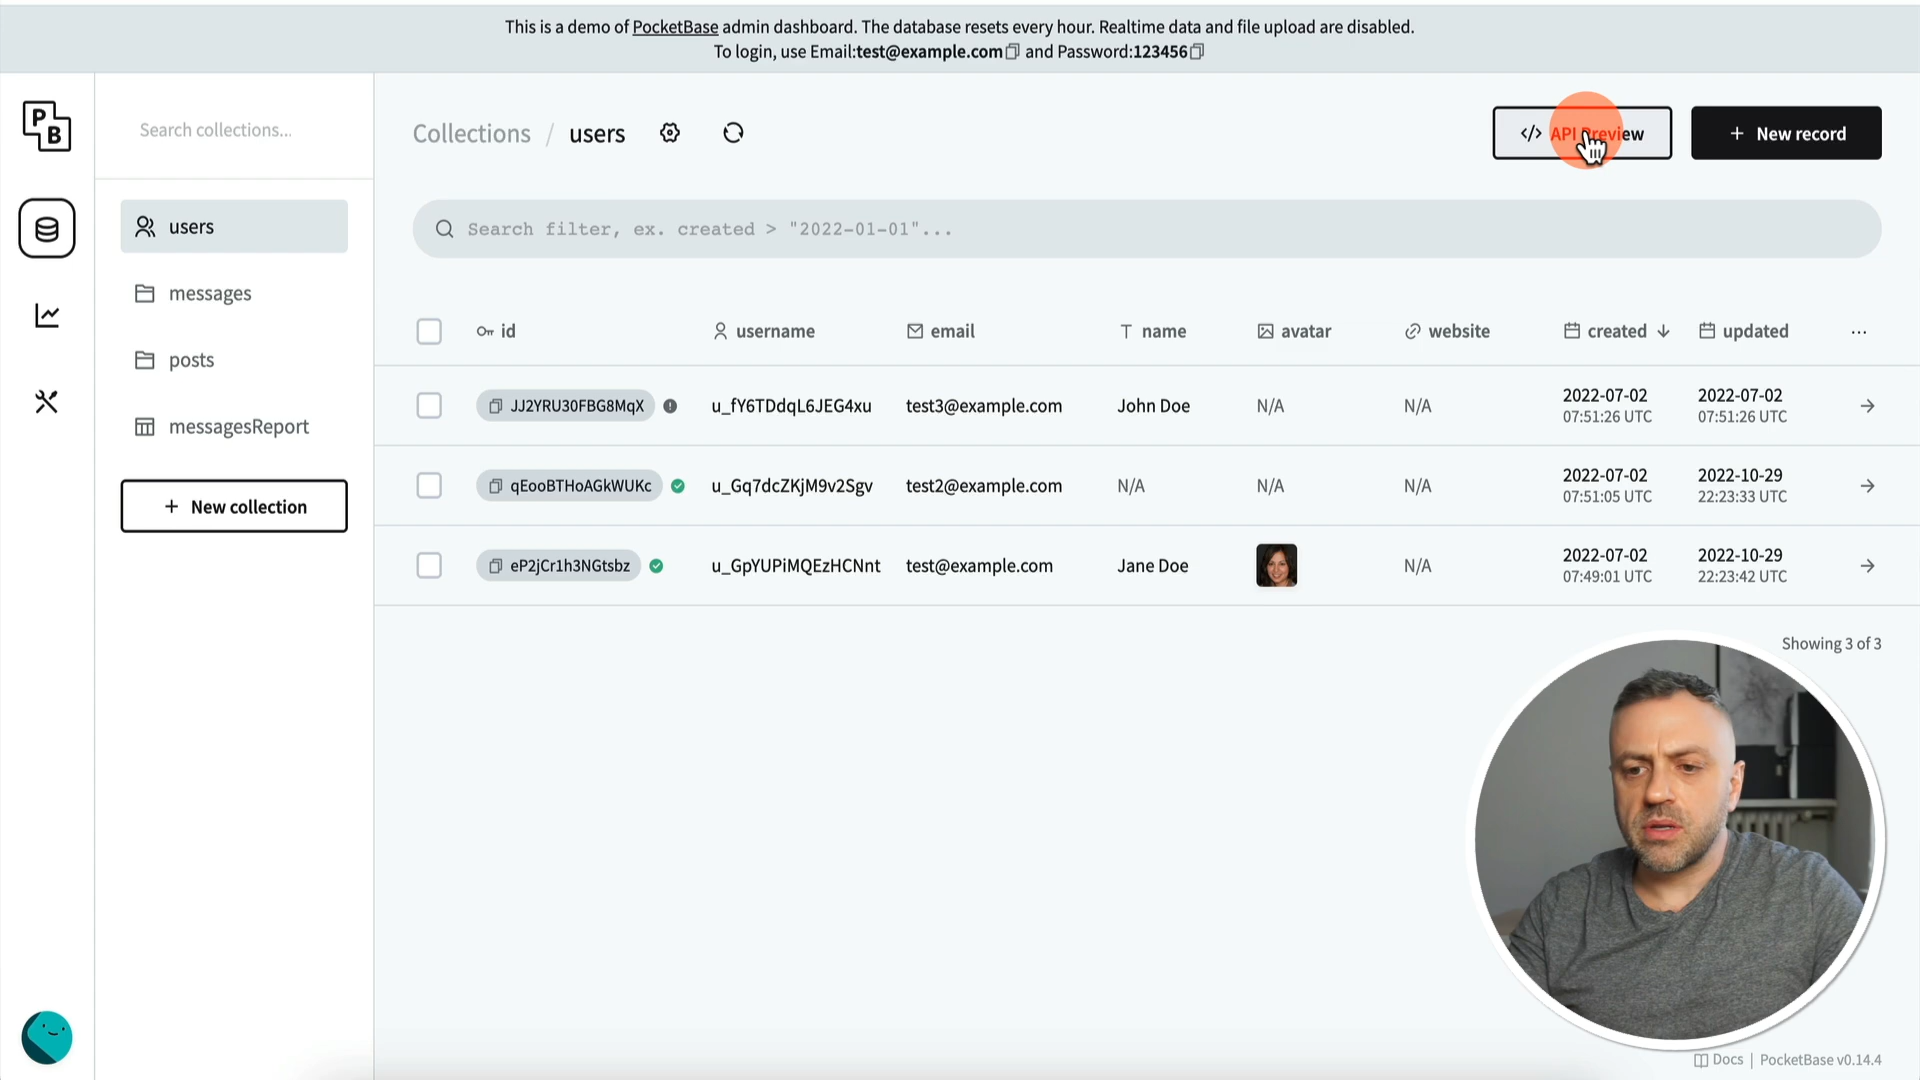 This is a demo of PocketBase admin dashboard. The database resets every hour. Realtime data and file upload are disabled.
To login, use Email:test@example.com and Password:123456
P
B
Search collections...
users
messages
posts
messagesReport
+ New collection
Collections / users
</> API Preview
+ New record
Search filter, ex. created > "2022-01-01"...
id username email name avatar website created updated ...
JJ2YRU30FBG8MqX u_fY6TDdqL6JEG4xu test3@example.com John Doe N/A N/A 2022-07-02 2022-07-02
07:51:26 UTC 07:51:26 UTC
qEooBTHoAGkWUKc u_Gq7dcZKjM9v2Sgv test2@example.com N/A N/A N/A 2022-07-02 2022-10-29
07:51:05 UTC 22:23:33 UTC
eP2jCr1h3NGtsbz u_GpYUPiMQEzHCNnt test@example.com Jane Doe N/A 2022-07-02 2022-10-29
07:49:01 UTC 22:23:42 UTC
Showing 3 of 3
Docs | PocketBase v0.14.4